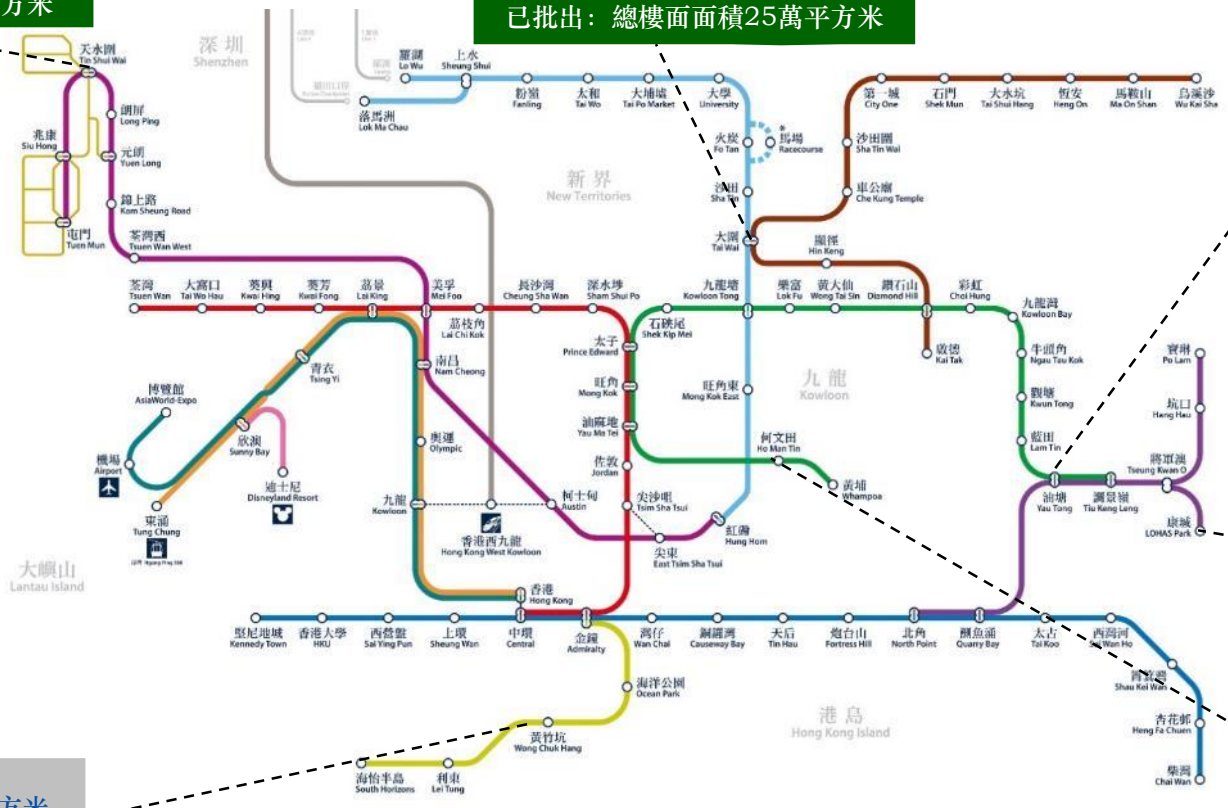 方米
已批出：總樓面面積25萬平方米
深圳
Shenzhen
天水圍
Tin Shui Wai
羅湖
Lo Wu
上水
Sheung Shui
粉嶺
Fanling
太和
Tai Wo
大埔墟
Tai Po Market
大學
University
第一城
City One
石門
Shek Mun
大水坑
Tai Shui Hang
恆安
Heng On
馬鞍山
Ma On Shan
烏溪沙
Wu Kai Sha
落馬洲
Lok Ma Chau
朗屏
Long Ping
兆康
Siu Hong
元朗
Yuen Long
火炭
Fo Tan
馬場
Racecourse
沙田圍
Sha Tin Wai
新界
New Territories
沙田
Sha Tin
車公廟
Che Kung Temple
錦上路
Kam Sheung Road
屯門
Tuen Mun
荃灣西
Tsuen Wan West
大圍
Tai Wai
顯徑
Hin Keng
荃灣
Tsuen Wan
大窩口
Tai Wo Hau
葵興
Kwai Hing
葵芳
Kwai Fong
荔景
Lai King
美孚
Mei Foo
長沙灣
Cheung Sha Wan
深水埗
Sham Shui Po
九龍塘
Kowloon Tong
樂富
Lok Fu
黃大仙
Wong Tai Sin
鑽石山
Diamond Hill
彩虹
Choi Hung
九龍灣
Kowloon Bay
荔枝角
Lai Chi Kok
石硤尾
Shek Kip Mei
太子
Prince Edward
啟德
Kai Tak
牛頭角
Ngau Tau Kok
寶琳
Po Lam
青衣
Tsing Yi
南昌
Nam Cheong
旺角
Mong Kok
旺角東
Mong Kok East
九龍
Kowloon
觀塘
Kwun Tong
坑口
Hang Hau
博覽館
AsiaWorld-Expo
欣澳
Sunny Bay
奧運
Olympic
油麻地
Yau Ma Tei
何文田
Ho Man Tin
藍田
Lam Tin
將軍澳
Tseung Kwan O
機場
Airport
迪士尼
Disneyland Resort
佐敦
Jordan
黃埔
Whampoa
油塘
Yau Tong
調景嶺
Tiu Keng Leng
東涌
Tung Chung
九龍
Kowloon
香港西九龍
Hong Kong West Kowloon
柯士甸
Austin
尖沙咀
Tsim Sha Tsui
尖東
East Tsim Sha Tsui
紅磡
Hung Hom
康城
LOHAS Park
大嶼山
Lantau Island
香港
Hong Kong
堅尼地城
Kennedy Town
香港大學
HKU
西營盤
Sai Ying Pun
上環
Sheung Wan
中環
Central
金鐘
Admiralty
灣仔
Wan Chai
銅鑼灣
Causeway Bay
天后
Tin Hau
炮台山
Fortress Hill
北角
North Point
鰂魚涌
Quarry Bay
太古
Tai Koo
西灣河
Sai Wan Ho
筲箕灣
Shau Kei Wan
海洋公園
Ocean Park
港島
Hong Kong Island
杏花邨
Heng Fa Chuen
黃竹坑
Wong Chuk Hang
海怡半島
South Horizons
利東
Lei Tung
柴灣
Chai Wan
方米